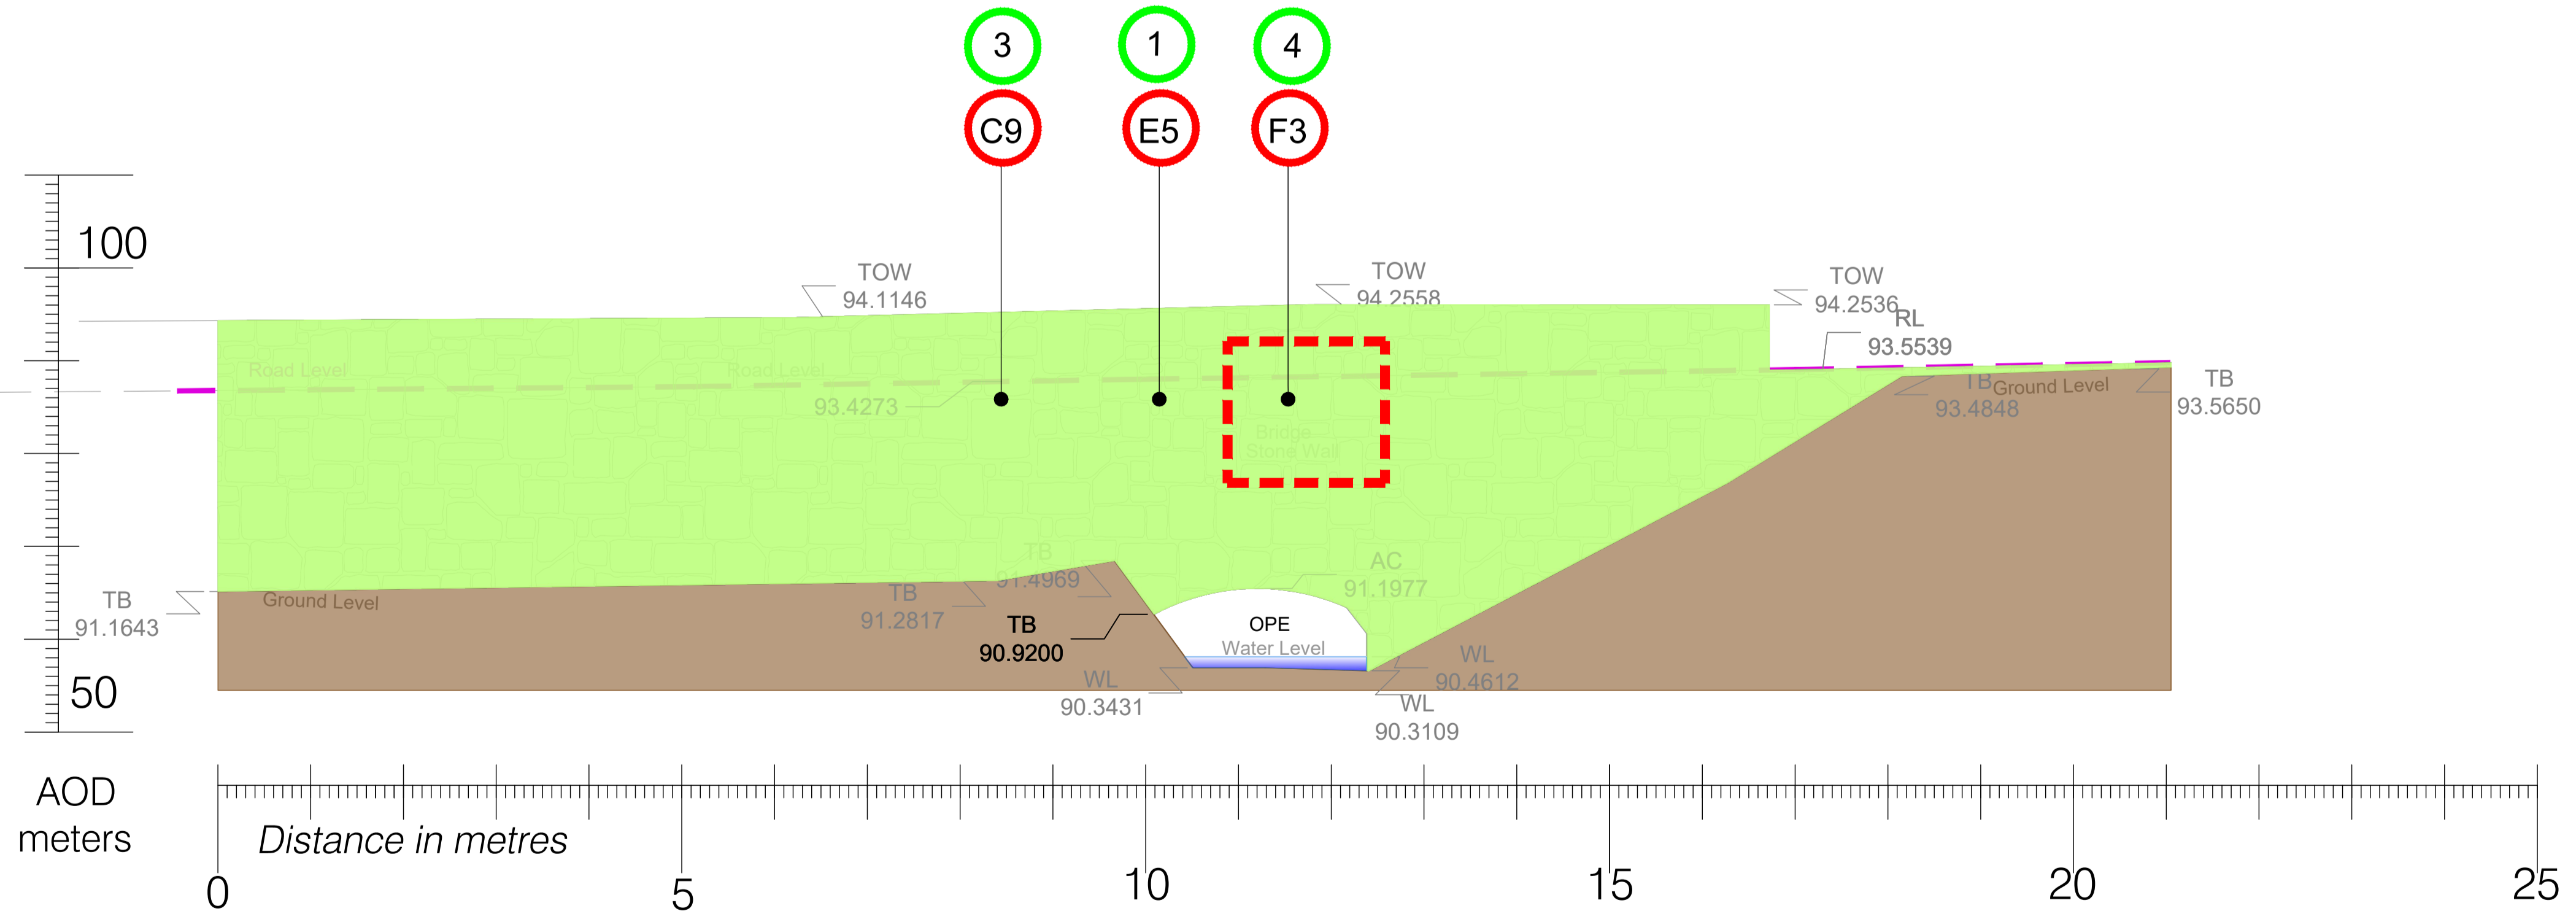 3
1
4
C9
E5
F3
100
TOW
94.1146
TOW
94.2558
TOW
94.2536
RL
93.5539
Road Level
Road Level
93.4273
TB
93.4848
Ground Level
TB
93.5650
Bridge
Stone Wall
TB
91.4969
AC
91.1977
TB
91.1643
Ground Level
TB
91.2817
TB
90.9200
OPE
Water Level
WL
90.4612
WL
90.3431
WL
90.3109
50
AOD
meters
Distance in metres
0
5
10
15
20
25